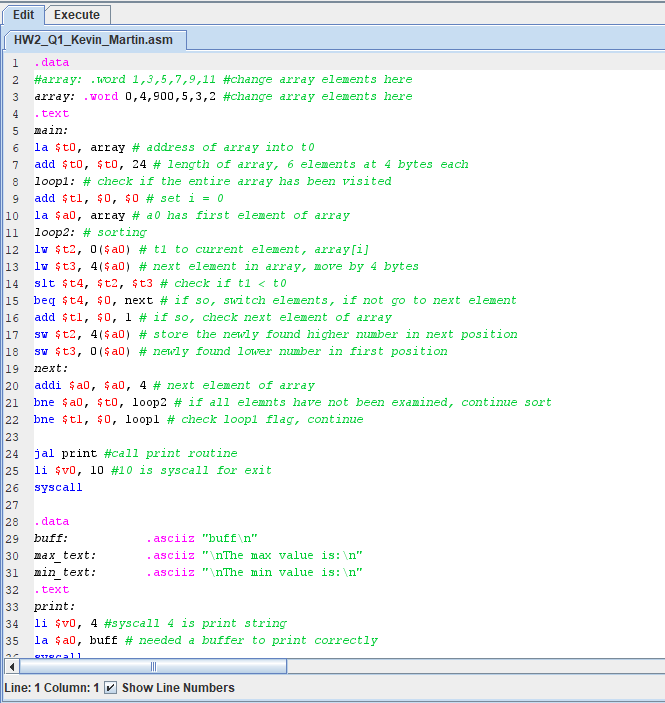 Edit Execute
HW2_Q1_Kevin_Martin.asm
1 .data
2 #array: .word 1,3,5,7,9,11 #change array elements here
3 array: .word 0,4,900,5,3,2 #change array elements here
4 .text
5 main:
6 la $t0, array # address of array into t0
7 add $t0, $t0, 24 # length of array, 6 elements at 4 bytes each
8 loop1: # check if the entire array has been visited
9 add $t1, $0, $0 # set i = 0
10 la $a0, array # a0 has first element of array
11 loop2: # sorting
12 lw $t2, 0($a0) # t1 to current element, array[i]
13 lw $t3, 4($a0) # next element in array, move by 4 bytes
14 slt $t4, $t2, $t3 # check if t1 < t0
15 beq $t4, $0, next # if so, switch elements, if not go to next element
16 add $t1, $0, 1 # if so, check next element of array
17 sw $t2, 4($a0) # store the newly found higher number in next position
18 sw $t3, 0($a0) # newly found lower number in first position
19 next:
20 addi $a0, $a0, 4 # next element of array
21 bne $a0, $t0, loop2 # if all elemnts have not been examined, continue sort
22 bne $t1, $0, loop1 # check loop1 flag, continue
23
24 jal print #call print routine
25 li $v0, 10 #10 is syscall for exit
26 syscall
27
28 .data
29 buff: .asciiz "buff\n"
30 max_text: .asciiz "\nThe max value is:\n"
31 min_text: .asciiz "\nThe min value is:\n"
32 .text
33 print:
34 li $v0, 4 #syscall 4 is print string
35 la $a0, buff # needed a buffer to print correctly
36 syscall
Line: 1 Column: 1 Show Line Numbers